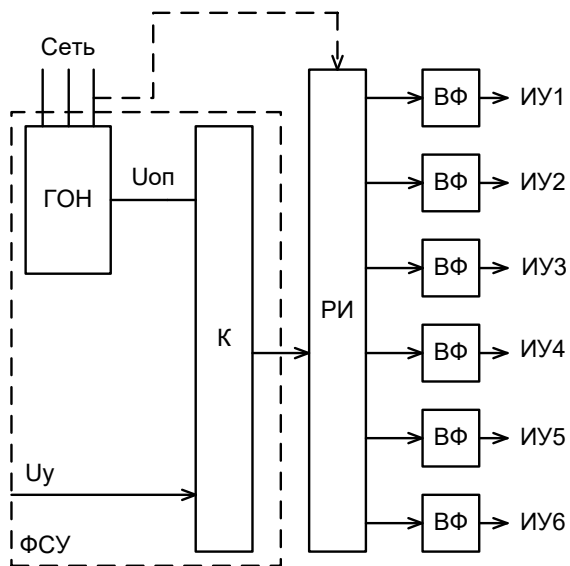 Сеть
ВФ ИУ1
Uоп
ГОН
ВФ ИУ2
ВФ ИУ3
РИ
К
ВФ ИУ4
ВФ ИУ5
Uу
ВФ ИУ6
ФСУ